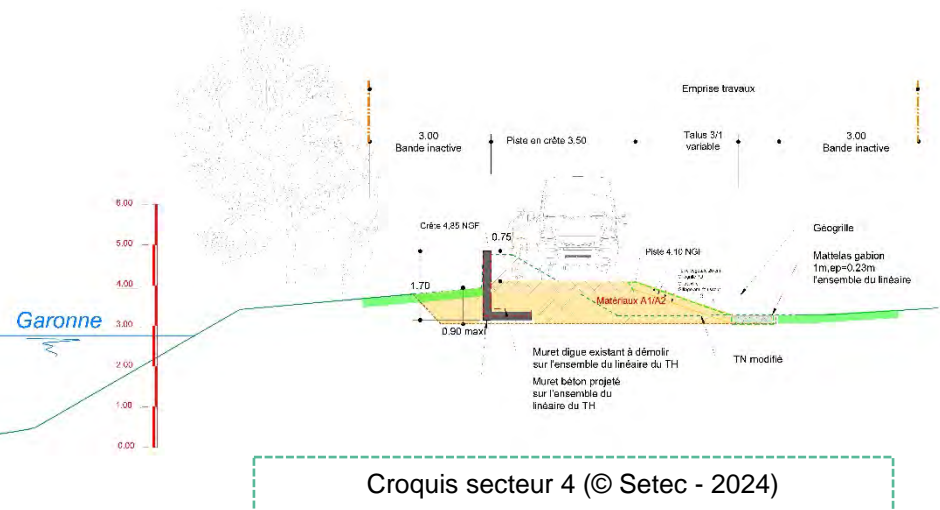 Emprise travaux
3.00
Bande inactive
Piste en crête 3.50
Talus 3/1
variable
3.00
Bande inactive
6.00
5.00
4.00
3.00
2.00
1.00
0.00
Garonne
Crête 4,85 NGF
0.75
1.70
0.90 maxi
Piste 4.10 NGF
Matériaux A1/A2
Géogrille
Mattelas gabion
1m,ep=0.23m
l'ensemble du linéaire
Muret digue existant à démolir
sur l'ensemble du linéaire du TH
Muret béton projeté
sur l'ensemble du
linéaire du TH
TN modifié
Croquis secteur 4 (© Setec - 2024)